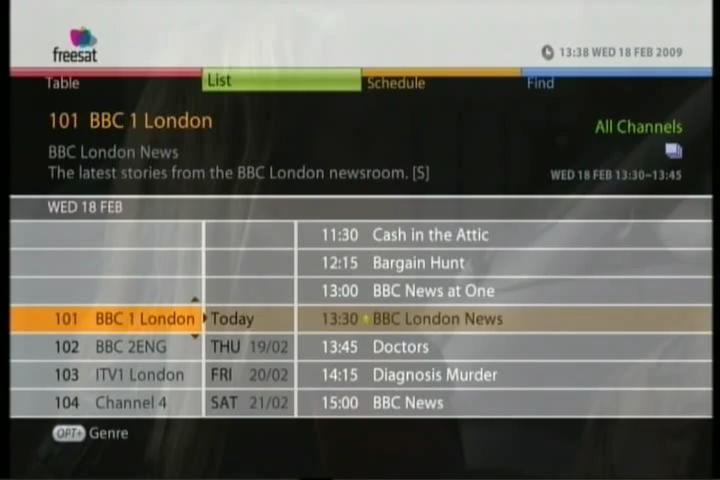 freesat
13:38 WED 18 FEB 2009
Table List Schedule Find
101 BBC 1 London
All Channels
BBC London News
The latest stories from the BBC London newsroom. [S]
WED 18 FEB 13:30-13:45
WED 18 FEB
11:30 Cash in the Attic
12:15 Bargain Hunt
13:00 BBC News at One
101 BBC 1 London Today 13:30 BBC London News
102 BBC 2ENG THU 19/02 13:45 Doctors
103 ITV1 London FRI 20/02 14:15 Diagnosis Murder
104 Channel 4 SAT 21/02 15:00 BBC News
OPT+ Genre